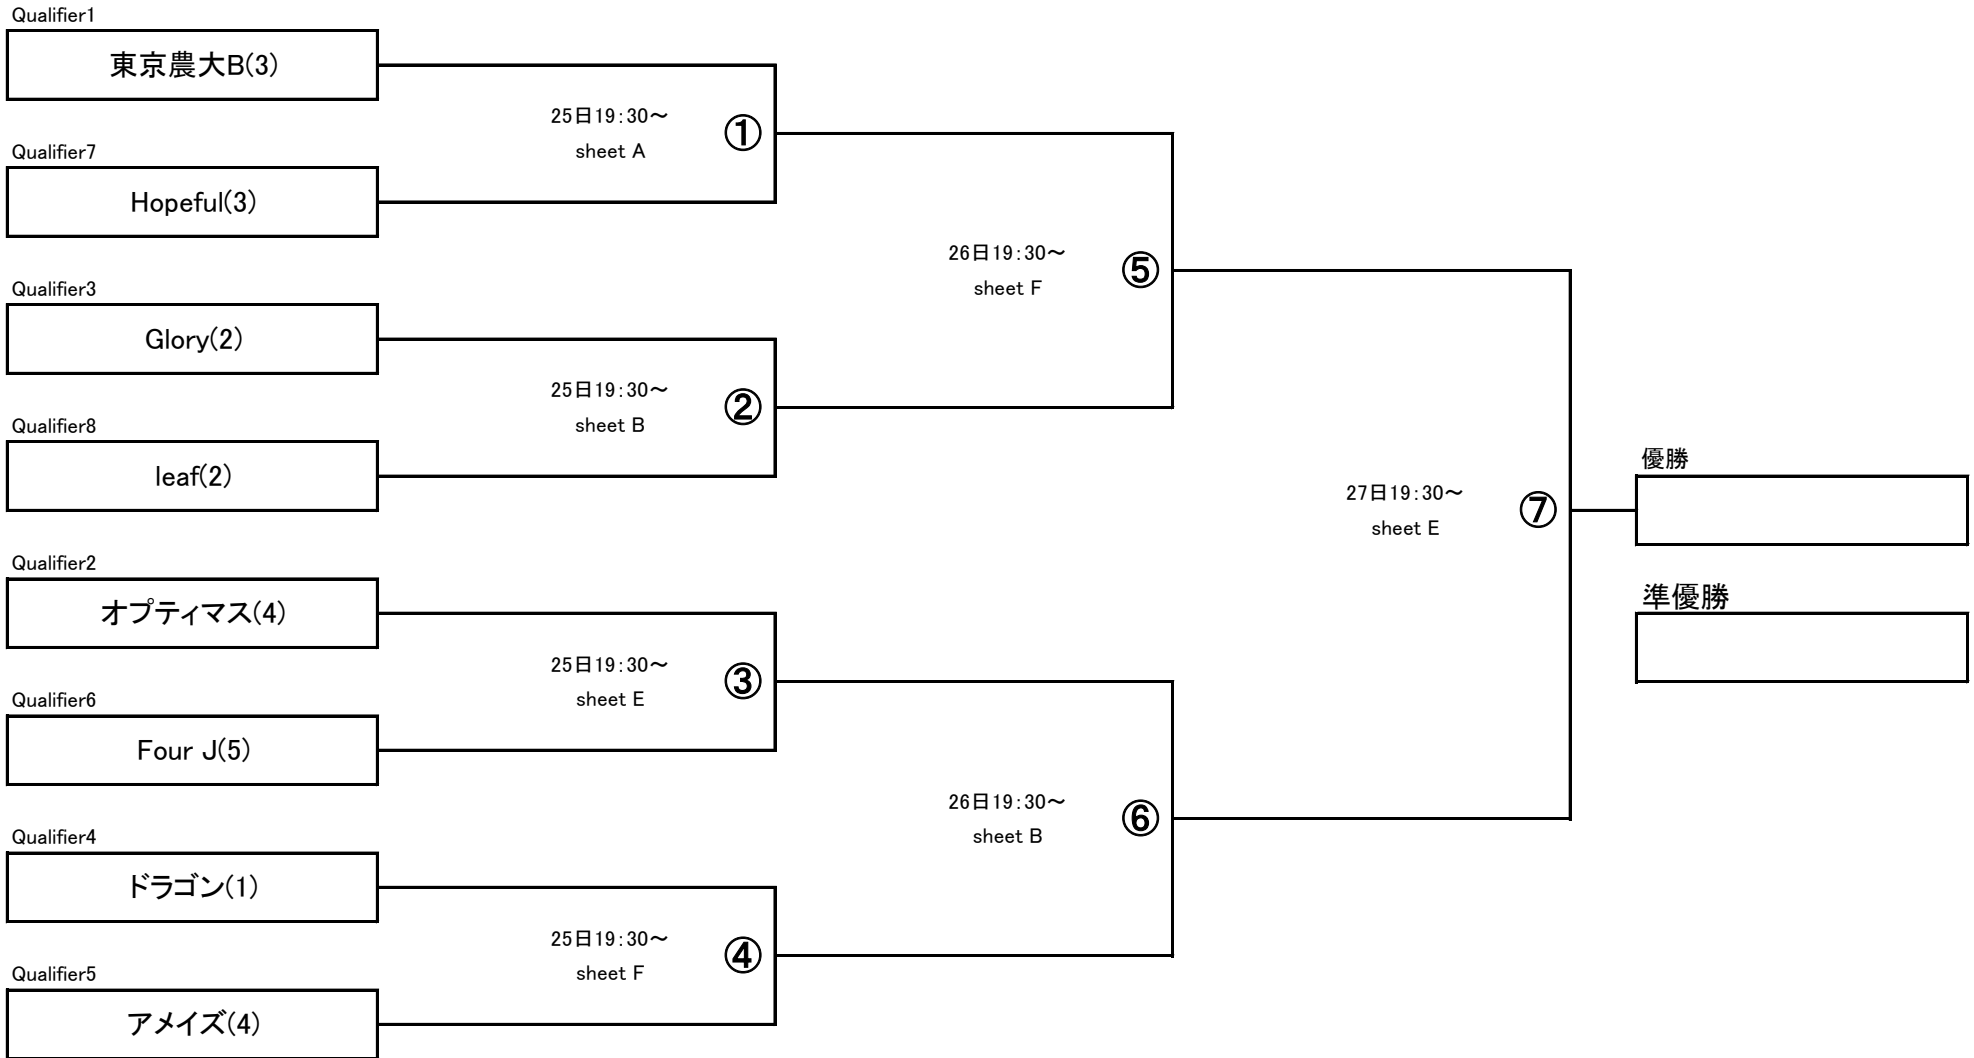 Qualifier1
東京農大B(3)
25日19:30～
sheet A
①
Qualifier7
Hopeful(3)
26日19:30～
sheet F
⑤
Qualifier3
Glory(2)
25日19:30～
sheet B
②
Qualifier8
leaf(2)
27日19:30～
sheet E
⑦
優勝
準優勝
Qualifier2
オプティマス(4)
25日19:30～
sheet E
③
Qualifier6
Four J(5)
26日19:30～
sheet B
⑥
Qualifier4
ドラゴン(1)
25日19:30～
sheet F
④
Qualifier5
アメイズ(4)